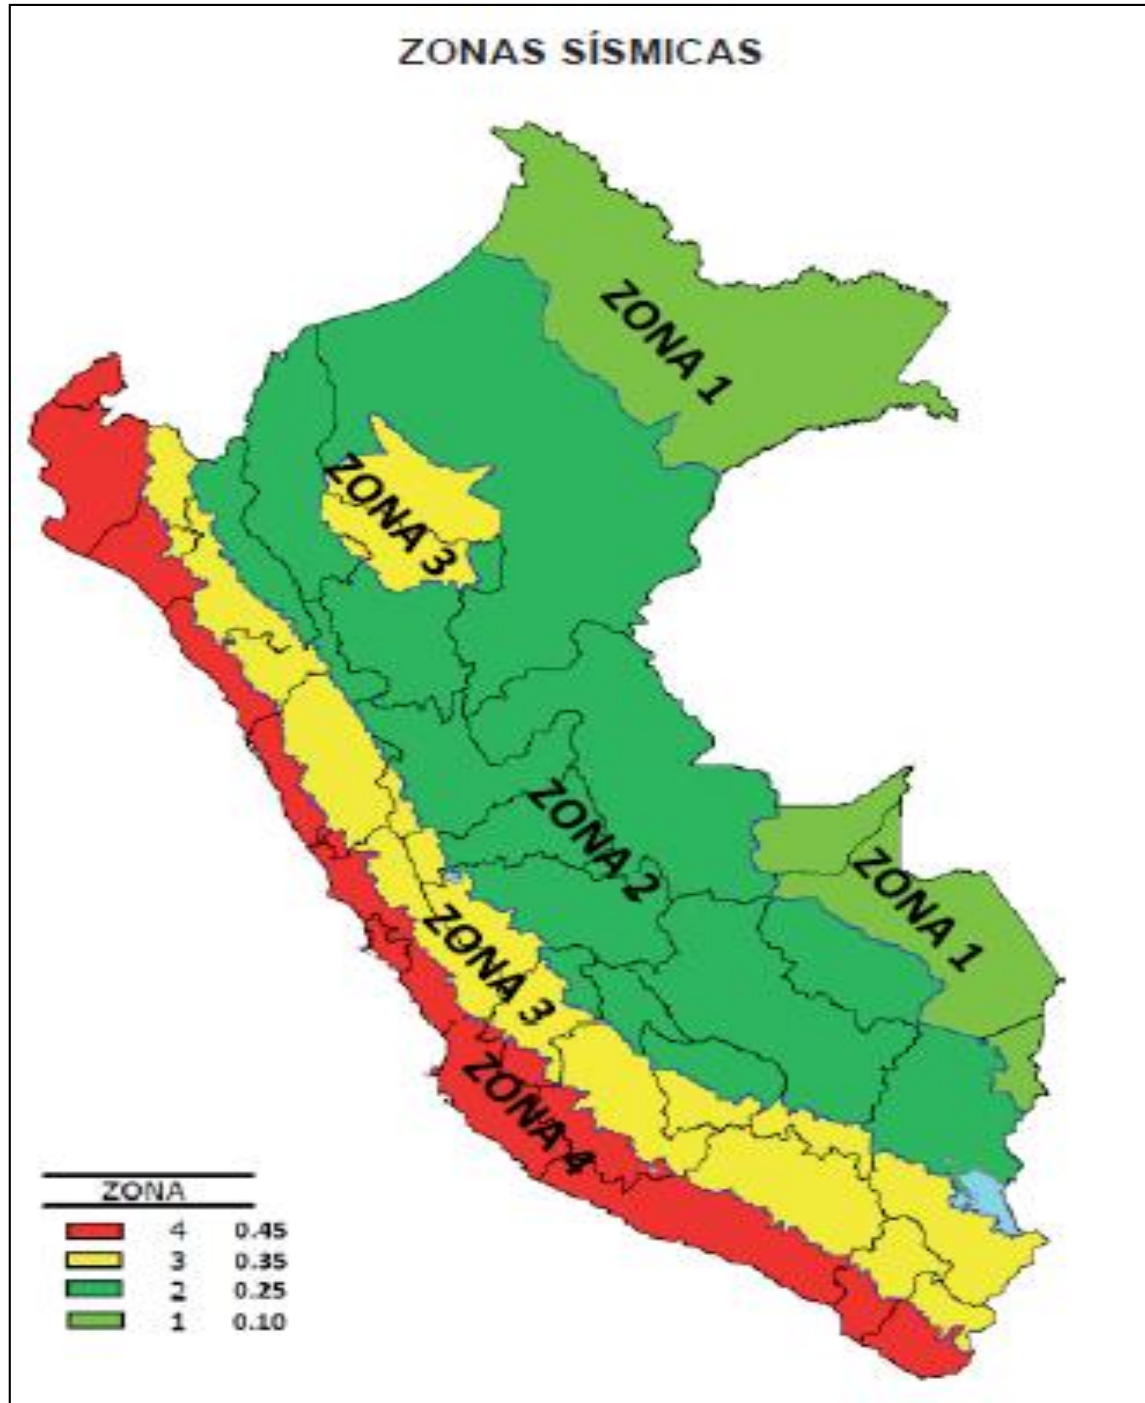 ZONAS SÍSMICAS
ZONA 1
ZONA 3
ZONA 2
ZONA 1
ZONA 3
ZONA 4
ZONA
4 0.45
3 0.35
2 0.25
1 0.10